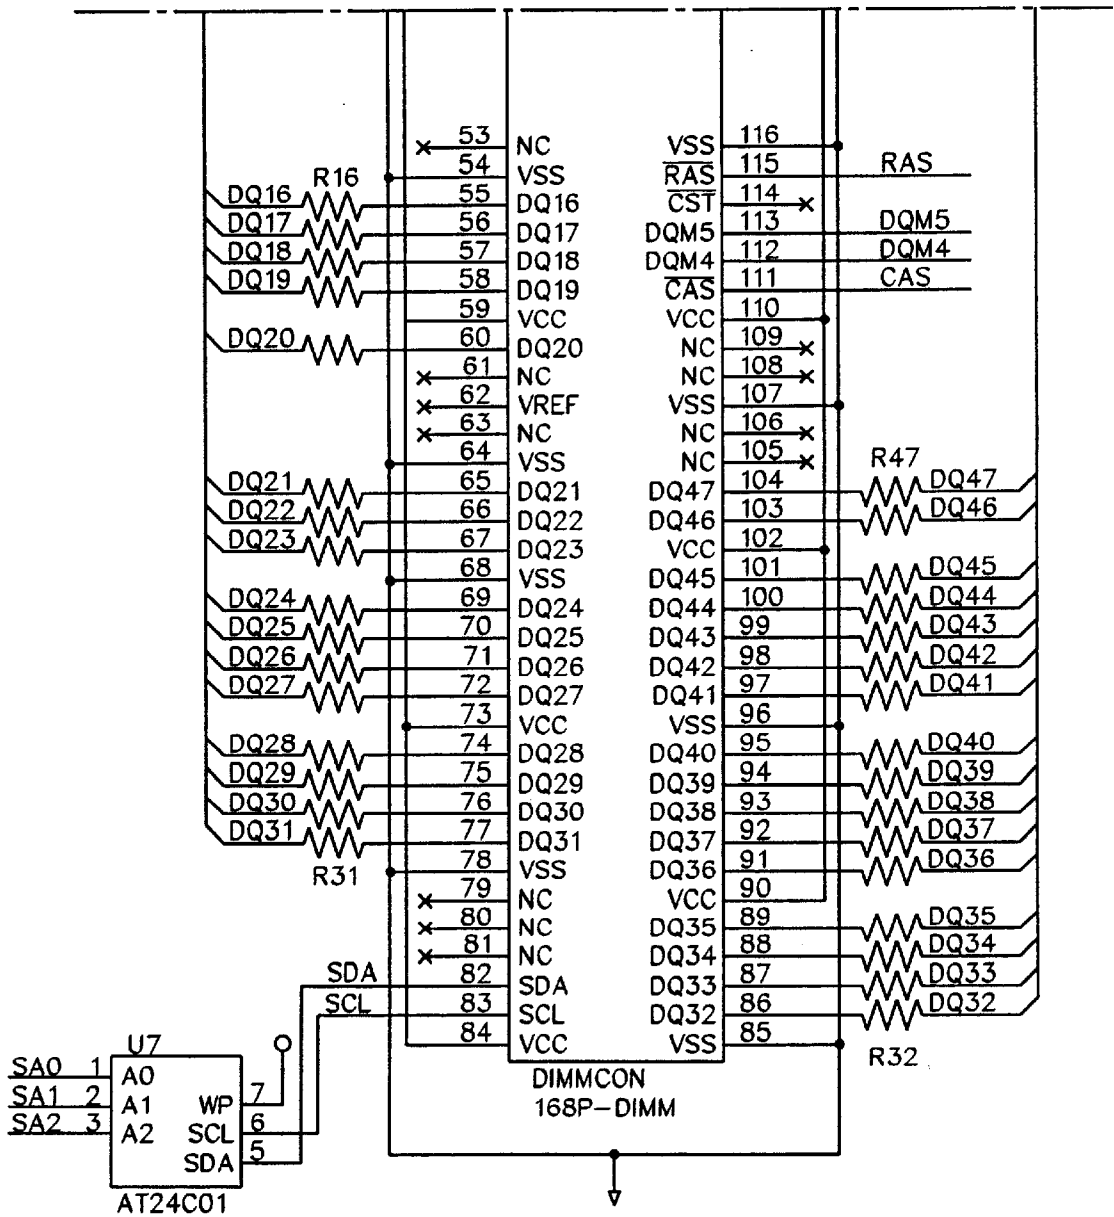 53 NC VSS 116
54 VSS RAS 115 RAS
R16
DQ16 55 DQ16 CST 114
DQ17 56 DQ17 DQM5 113 DQM5
DQ18 57 DQ18 DQM4 112 DQM4
DQ19 58 DQ19 CAS 111 CAS
59 VCC VCC 110
DQ20 60 DQ20 NC 109
61 NC NC 108
62 VREF VSS 107
63 NC NC 106
64 VSS NC 105
R47
DQ21 65 DQ21 DQ47 104 DQ47
DQ22 66 DQ22 DQ46 103 DQ46
DQ23 67 DQ23 VCC 102
68 VSS DQ45 101 DQ45
DQ24 69 DQ24 DQ44 100 DQ44
DQ25 70 DQ25 DQ43 99 DQ43
DQ26 71 DQ26 DQ42 98 DQ42
DQ27 72 DQ27 DQ41 97 DQ41
73 VCC VSS 96
DQ28 74 DQ28 DQ40 95 DQ40
DQ29 75 DQ29 DQ39 94 DQ39
DQ30 76 DQ30 DQ38 93 DQ38
DQ31 77 DQ31 DQ37 92 DQ37
R31
78 VSS DQ36 91 DQ36
79 NC VCC 90
80 NC DQ35 89 DQ35
81 NC DQ34 88 DQ34
SDA 82 SDA DQ33 87 DQ33
SCL 83 SCL DQ32 86 DQ32
84 VCC VSS 85
R32
U7
SA0 1 A0
SA1 2 A1 WP 7
SA2 3 A2 SCL 6
SDA 5
AT24C01
DIMMCON
168P-DIMM